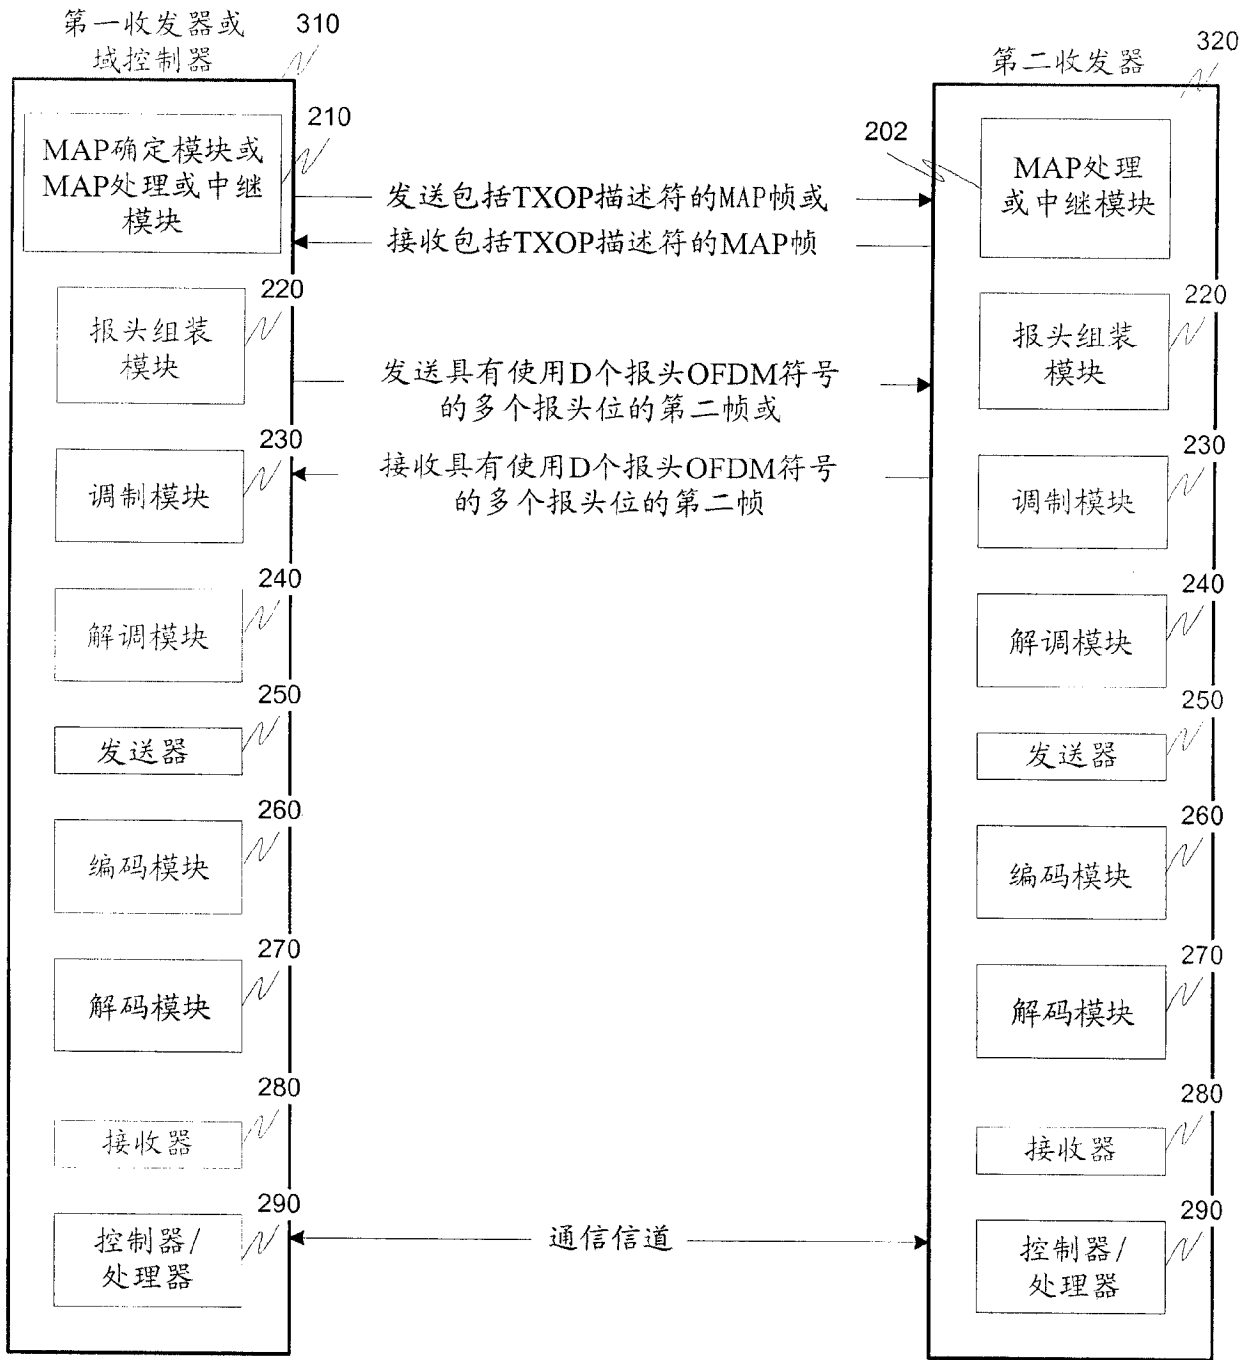 第一收发器或
域控制器
310
210
MAP确定模块或
MAP处理或中继
模块
220
报头组装
模块
230
调制模块
240
解调模块
250
发送器
260
编码模块
270
解码模块
280
接收器
290
控制器/
处理器
发送包括TXOP描述符的MAP帧或
接收包括TXOP描述符的MAP帧
发送具有使用D个报头OFDM符号
的多个报头位的第二帧或
接收具有使用D个报头OFDM符号
的多个报头位的第二帧
通信信道
第二收发器
320
202
MAP处理
或中继模块
220
报头组装
模块
230
调制模块
240
解调模块
250
发送器
260
编码模块
270
解码模块
280
接收器
290
控制器/
处理器